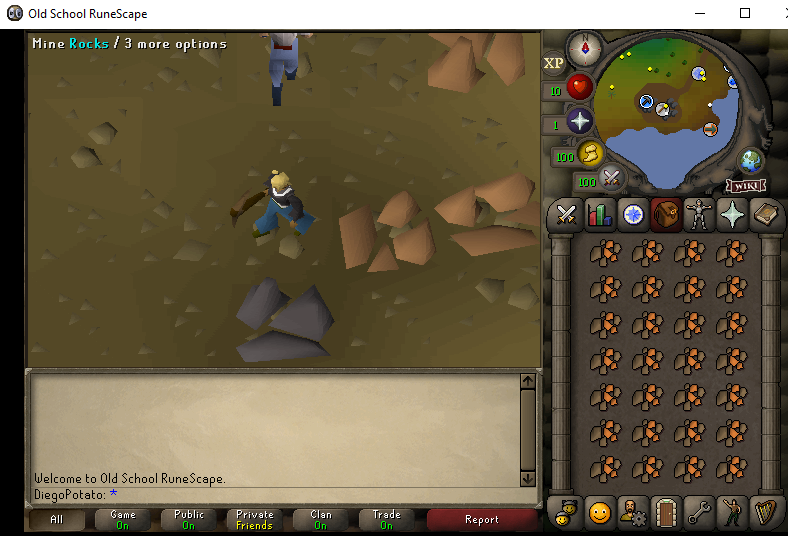 Old School RuneScape
Mine Rocks / 3 more options
XP
10
1
100
100
N
WIKI
Welcome to Old School RuneScape.
DiegoPotato: *
All
Game
On
Public
On
Private
Friends
Clan
On
Trade
On
Report